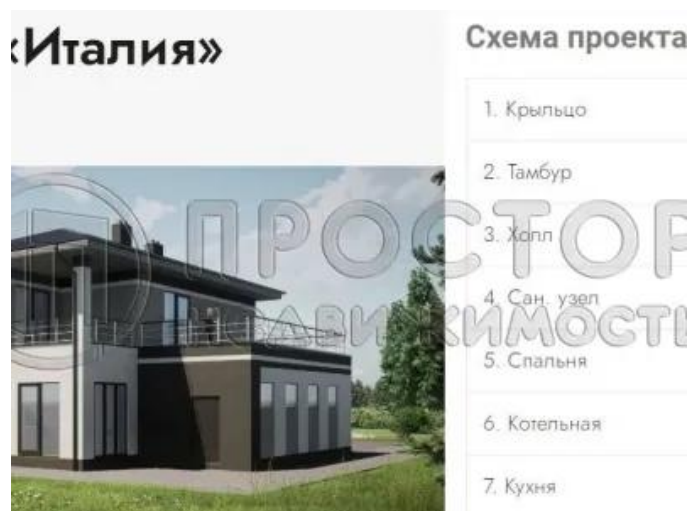 «Италия»
Схема проекта
1. Крыльцо
2. Тамбур
3. Холл
4. Сан. узел
5. Спальня
6. Котельная
7. Кухня
ПРОСТОР
НЕДВИЖИМОСТЬ